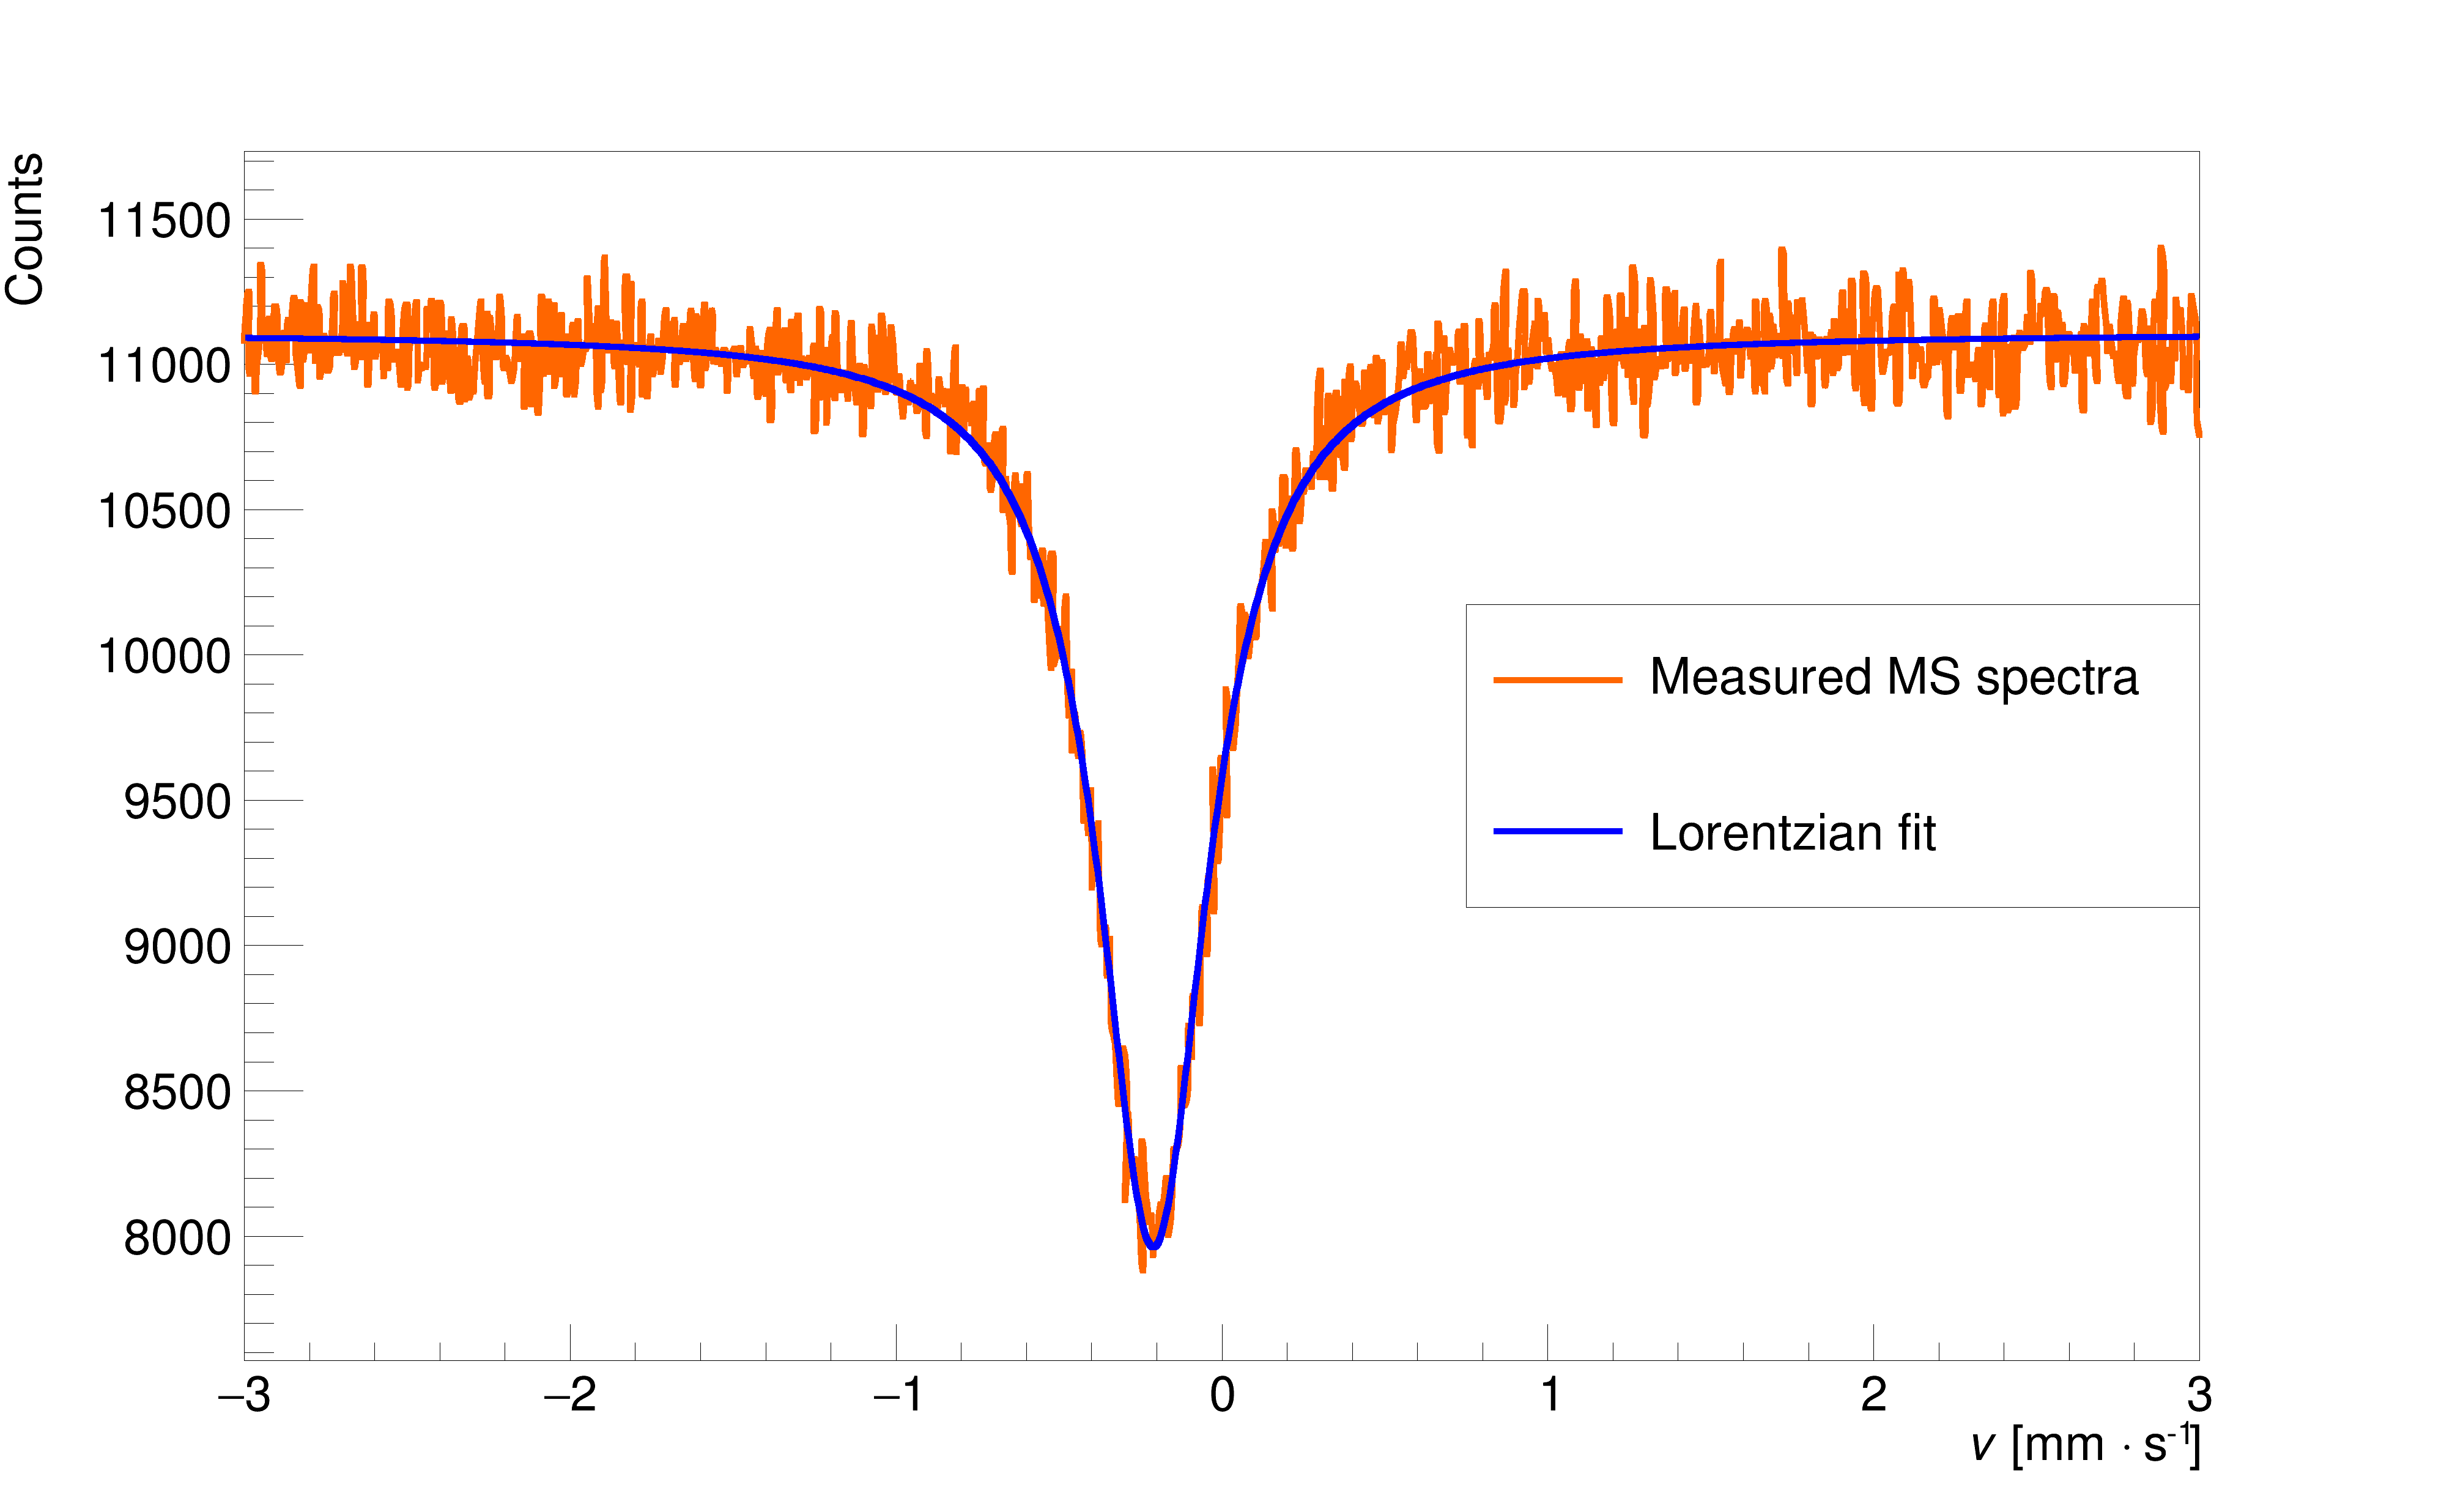 Counts
11500
11000
10500
10000
9500
9000
8500
8000
Measured MS spectra
Lorentzian fit
−3 −2 −1 0 1 2 3
v [mm · s-1]